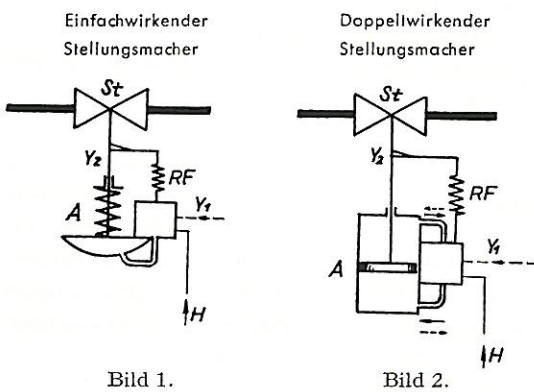 Einfachwirkender
Stellungsmacher
St
Y2
RF
A
Y1
H
Bild 1.
Doppeltwirkender
Stellungsmacher
St
Y2
RF
A
Y1
H
Bild 2.